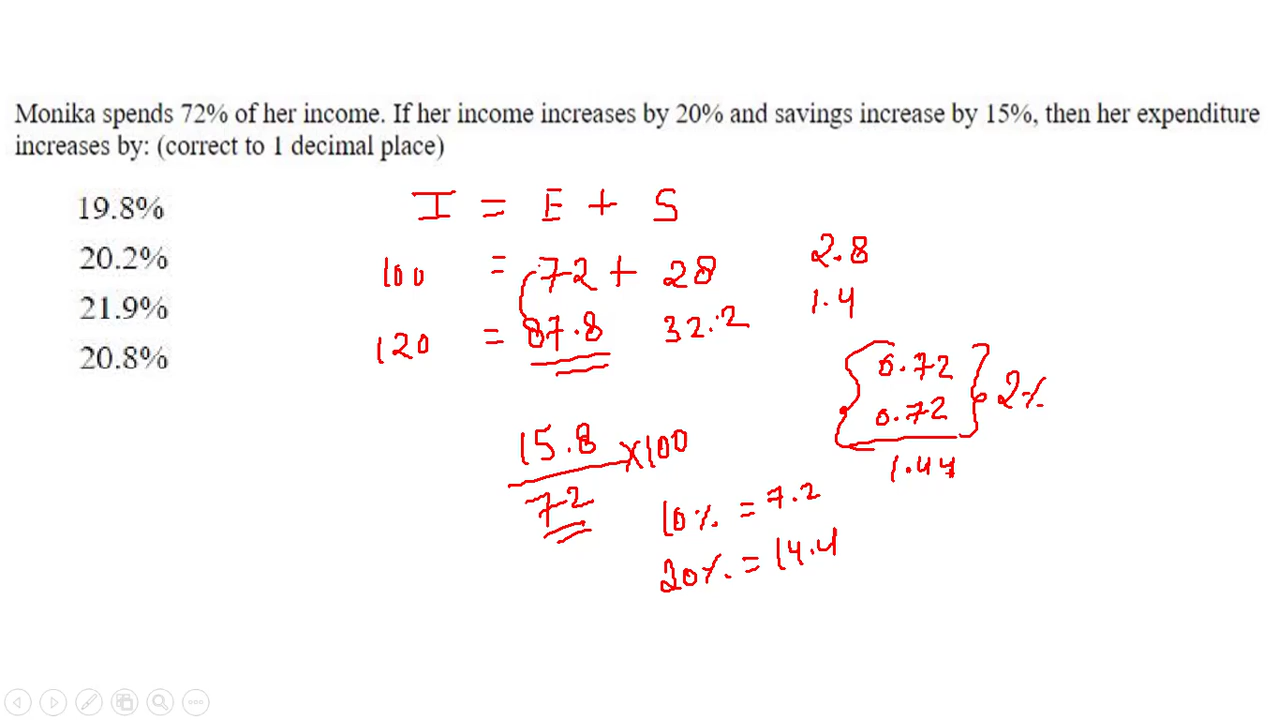 Monika spends 72% of her income. If her income increases by 20% and savings increase by 15%, then her expenditure
increases by: (correct to 1 decimal place)
19.8%
20.2%
21.9%
20.8%
I = E + S
100 = 72 + 28
120 = 87.8 32.2
2.8
1.4
0.72
0.72
2%
1.44
15.8
72
×100
10% = 7.2
20% = 14.4